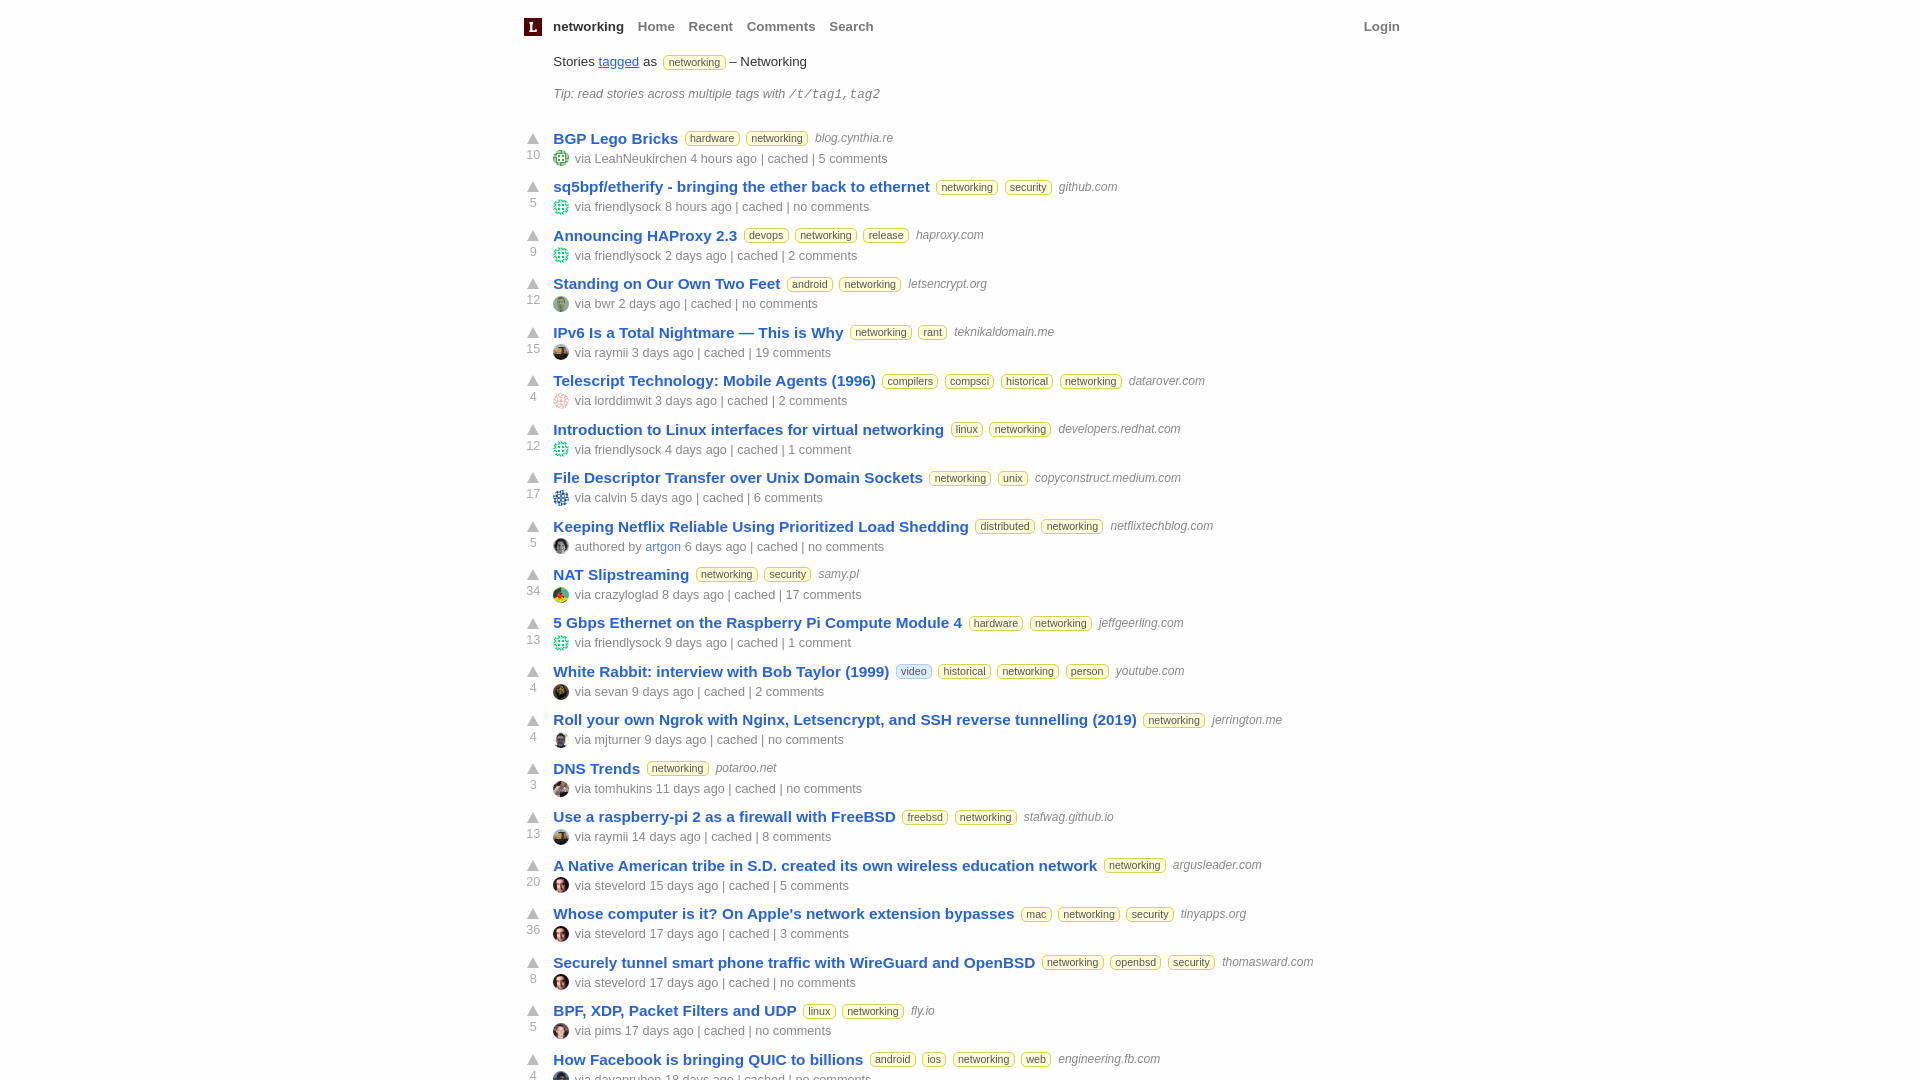 L networking Home Recent Comments Search Login
Stories tagged as networking – Networking
Tip: read stories across multiple tags with /t/tag1,tag2
BGP Lego Bricks hardware networking blog.cynthia.re
10 via LeahNeukirchen 4 hours ago | cached | 5 comments
sq5bpf/etherify - bringing the ether back to ethernet networking security github.com
5 via friendlysock 8 hours ago | cached | no comments
Announcing HAProxy 2.3 devops networking release haproxy.com
9 via friendlysock 2 days ago | cached | 2 comments
Standing on Our Own Two Feet android networking letsencrypt.org
12 via bwr 2 days ago | cached | no comments
IPv6 Is a Total Nightmare — This is Why networking rant teknikaldomain.me
15 via raymii 3 days ago | cached | 19 comments
Telescript Technology: Mobile Agents (1996) compilers compsci historical networking datarover.com
4 via lorddimwit 3 days ago | cached | 2 comments
Introduction to Linux interfaces for virtual networking linux networking developers.redhat.com
12 via friendlysock 4 days ago | cached | 1 comment
File Descriptor Transfer over Unix Domain Sockets networking unix copyconstruct.medium.com
17 via calvin 5 days ago | cached | 6 comments
Keeping Netflix Reliable Using Prioritized Load Shedding distributed networking netflixtechblog.com
5 authored by artgon 6 days ago | cached | no comments
NAT Slipstreaming networking security samy.pl
34 via crazyloglad 8 days ago | cached | 17 comments
5 Gbps Ethernet on the Raspberry Pi Compute Module 4 hardware networking jeffgeerling.com
13 via friendlysock 9 days ago | cached | 1 comment
White Rabbit: interview with Bob Taylor (1999) video historical networking person youtube.com
4 via sevan 9 days ago | cached | 2 comments
Roll your own Ngrok with Nginx, Letsencrypt, and SSH reverse tunnelling (2019) networking jerrington.me
4 via mjturner 9 days ago | cached | no comments
DNS Trends networking potaroo.net
3 via tomhukins 11 days ago | cached | no comments
Use a raspberry-pi 2 as a firewall with FreeBSD freebsd networking stafwag.github.io
13 via raymii 14 days ago | cached | 8 comments
A Native American tribe in S.D. created its own wireless education network networking argusleader.com
20 via stevelord 15 days ago | cached | 5 comments
Whose computer is it? On Apple's network extension bypasses mac networking security tinyapps.org
36 via stevelord 17 days ago | cached | 3 comments
Securely tunnel smart phone traffic with WireGuard and OpenBSD networking openbsd security thomasward.com
8 via stevelord 17 days ago | cached | no comments
BPF, XDP, Packet Filters and UDP linux networking fly.io
5 via pims 17 days ago | cached | no comments
How Facebook is bringing QUIC to billions android ios networking web engineering.fb.com
4 via dayanruben 18 days ago | cached | no comments